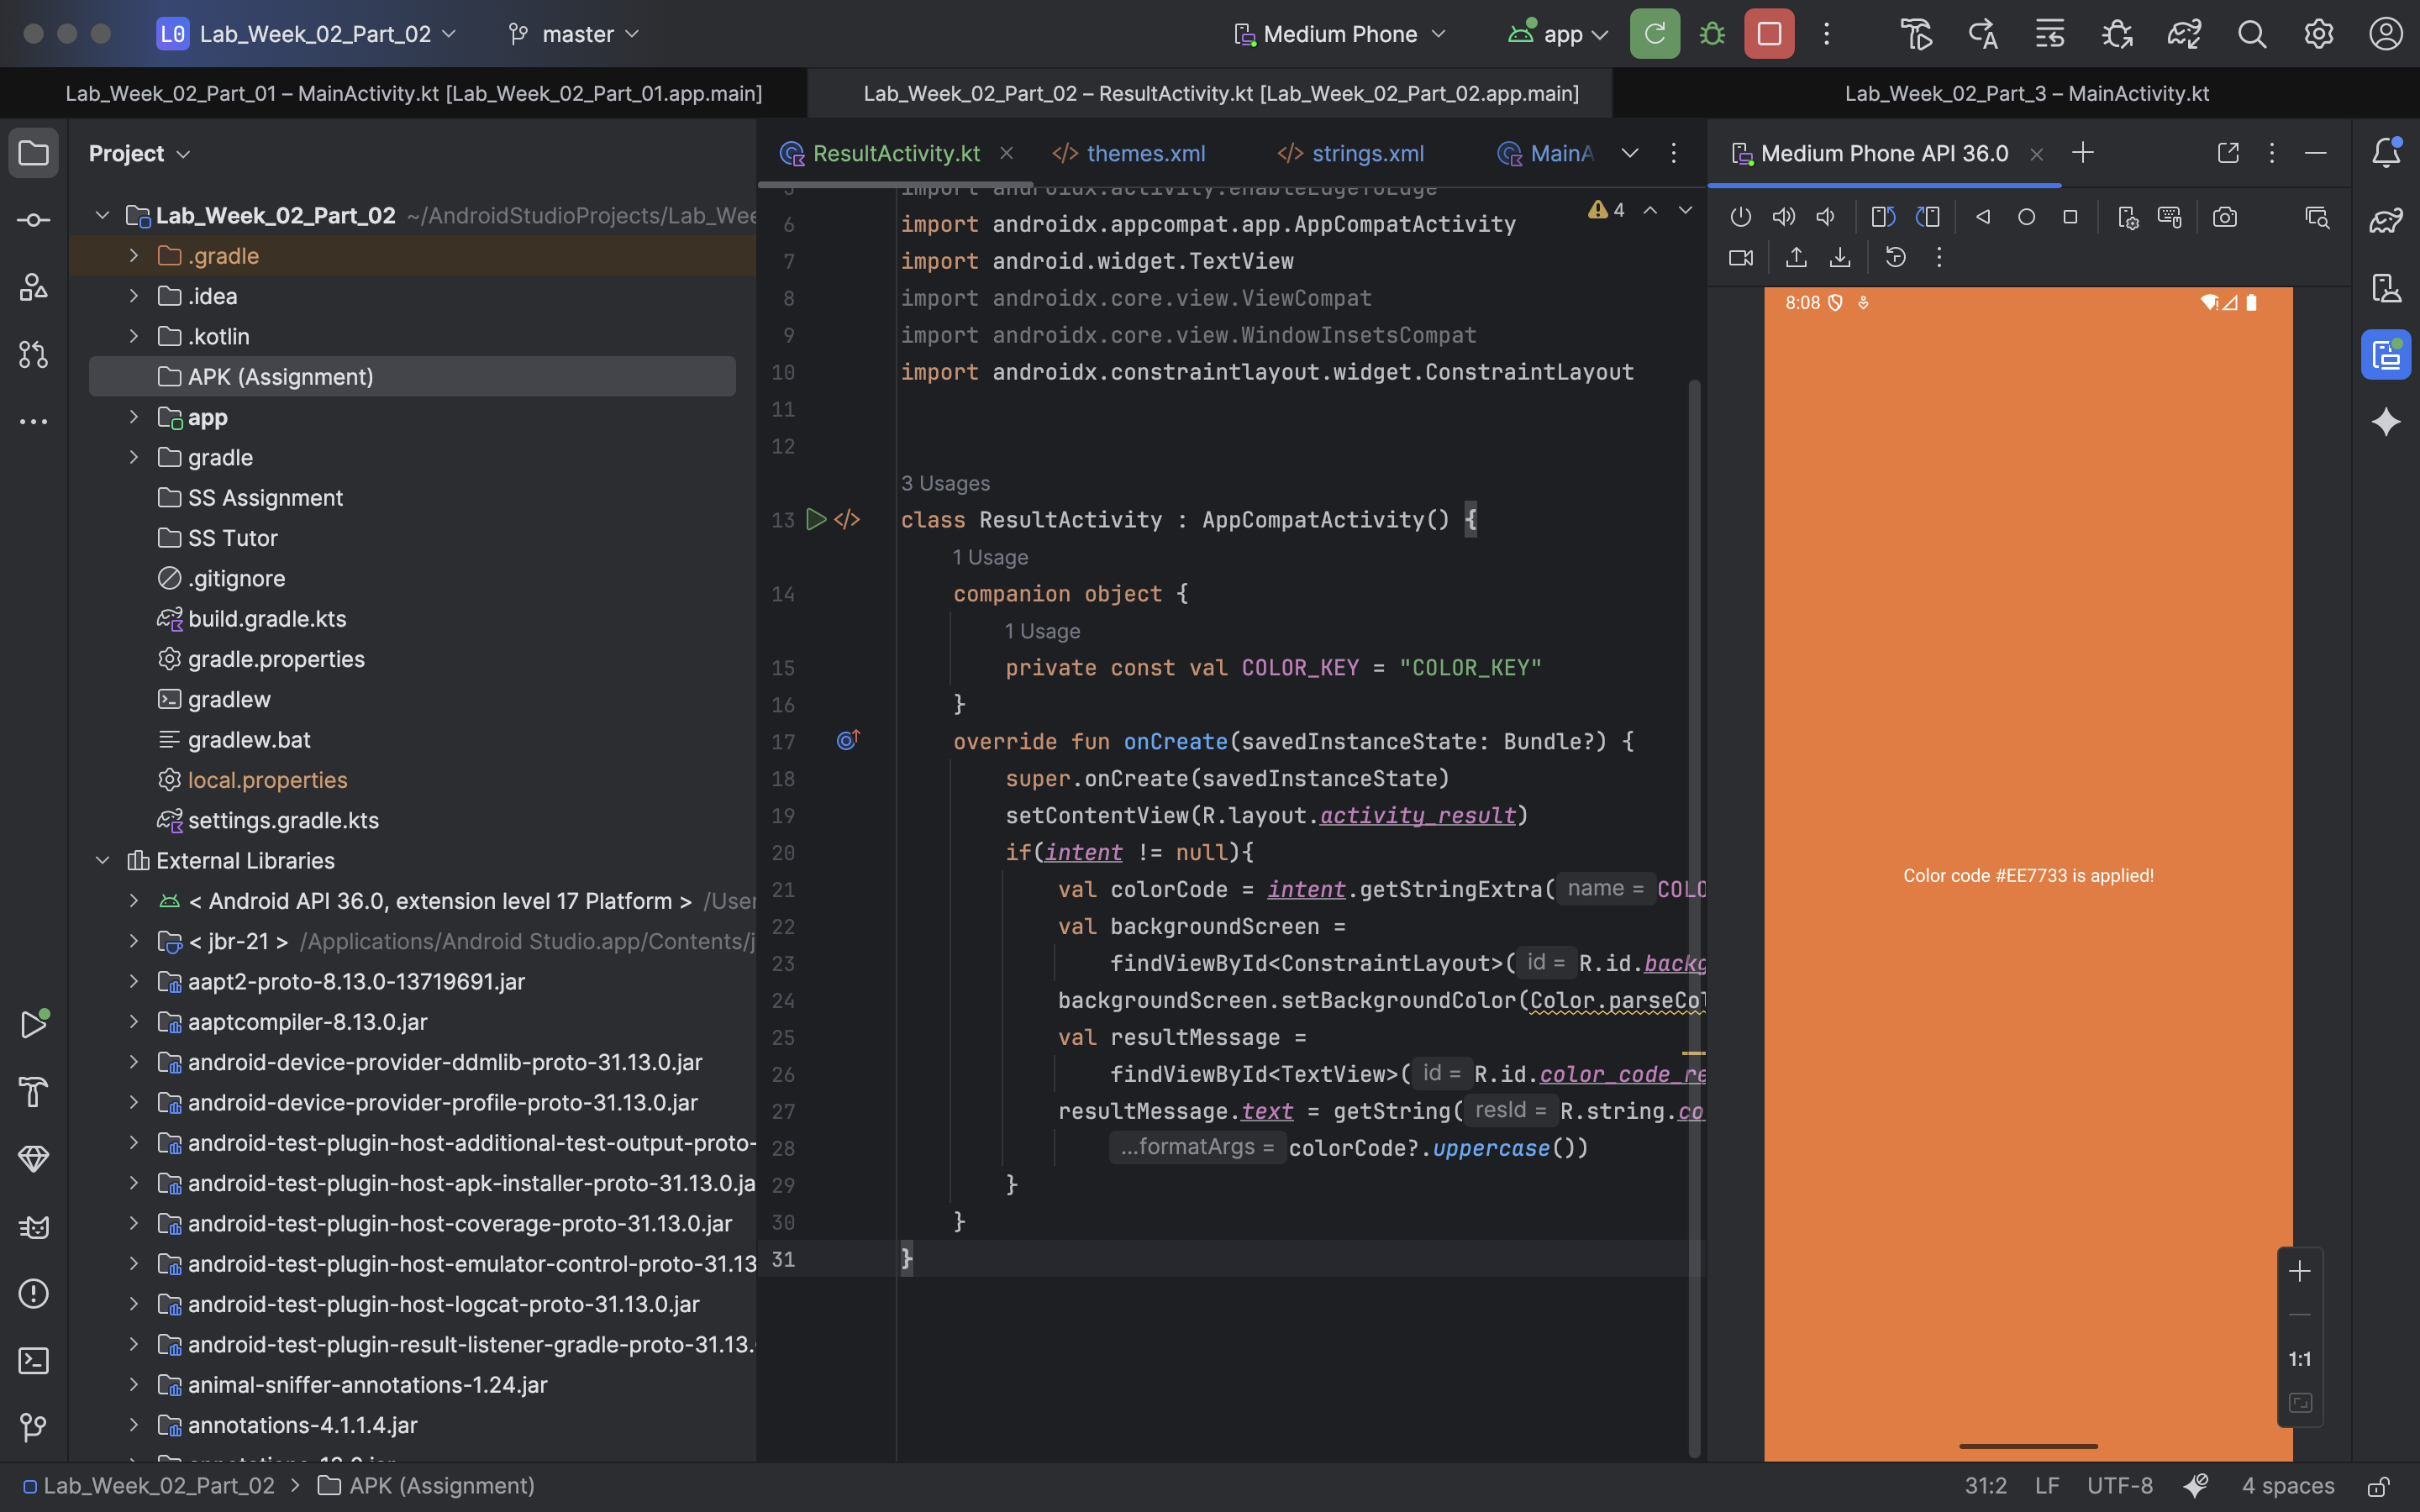 L0 Lab_Week_02_Part_02 master Medium Phone app
Lab_Week_02_Part_01 – MainActivity.kt [Lab_Week_02_Part_01.app.main] Lab_Week_02_Part_02 – ResultActivity.kt [Lab_Week_02_Part_02.app.main] Lab_Week_02_Part_3 – MainActivity.kt
Project
Lab_Week_02_Part_02 ~/AndroidStudioProjects/Lab_Wee
.gradle
.idea
.kotlin
APK (Assignment)
app
gradle
SS Assignment
SS Tutor
.gitignore
build.gradle.kts
gradle.properties
gradlew
gradlew.bat
local.properties
settings.gradle.kts
External Libraries
< Android API 36.0, extension level 17 Platform > /User
< jbr-21 > /Applications/Android Studio.app/Contents/j
aapt2-proto-8.13.0-13719691.jar
aaptcompiler-8.13.0.jar
android-device-provider-ddmlib-proto-31.13.0.jar
android-device-provider-profile-proto-31.13.0.jar
android-test-plugin-host-additional-test-output-proto-
android-test-plugin-host-apk-installer-proto-31.13.0.ja
android-test-plugin-host-coverage-proto-31.13.0.jar
android-test-plugin-host-emulator-control-proto-31.13
android-test-plugin-host-logcat-proto-31.13.0.jar
android-test-plugin-result-listener-gradle-proto-31.13.
animal-sniffer-annotations-1.24.jar
annotations-4.1.1.4.jar
ResultActivity.kt themes.xml strings.xml MainA
4
5 import androidx.activity.enableEdgeToEdge
6 import androidx.appcompat.app.AppCompatActivity
7 import android.widget.TextView
8 import androidx.core.view.ViewCompat
9 import androidx.core.view.WindowInsetsCompat
10 import androidx.constraintlayout.widget.ConstraintLayout
11
12
3 Usages
13 class ResultActivity : AppCompatActivity() {
1 Usage
14 companion object {
1 Usage
15 private const val COLOR_KEY = "COLOR_KEY"
16 }
17 override fun onCreate(savedInstanceState: Bundle?) {
18 super.onCreate(savedInstanceState)
19 setContentView(R.layout.activity_result)
20 if(intent != null){
21 val colorCode = intent.getStringExtra( name = COLO
22 val backgroundScreen =
23 findViewById<ConstraintLayout>( id = R.id.backg
24 backgroundScreen.setBackgroundColor(Color.parseCol
25 val resultMessage =
26 findViewById<TextView>( id = R.id.color_code_re
27 resultMessage.text = getString( resId = R.string.co
28 ...formatArgs = colorCode?.uppercase())
29 }
30 }
31 }
Medium Phone API 36.0
8:08
Color code #EE7733 is applied!
1:1
Lab_Week_02_Part_02 > APK (Assignment) 31:2 LF UTF-8 4 spaces